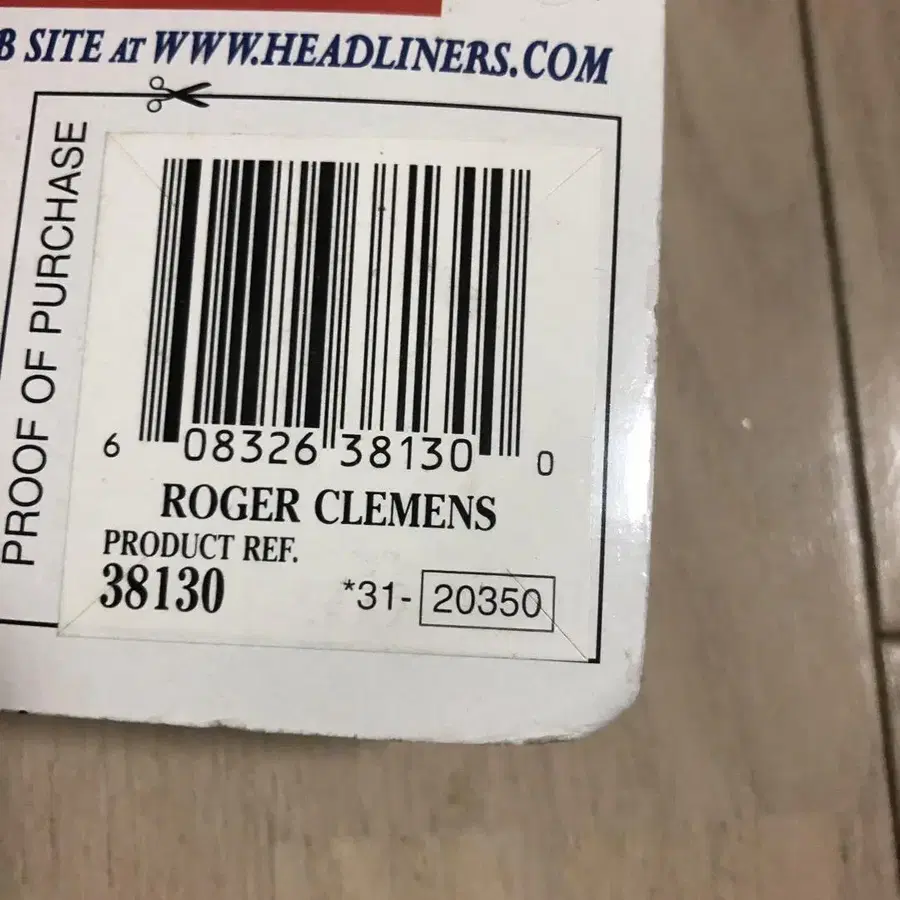 B SITE AT WWW.HEADLINERS.COM
PROOF OF PURCHASE
6 08326 38130 0
ROGER CLEMENS
PRODUCT REF.
38130
*31- 20350